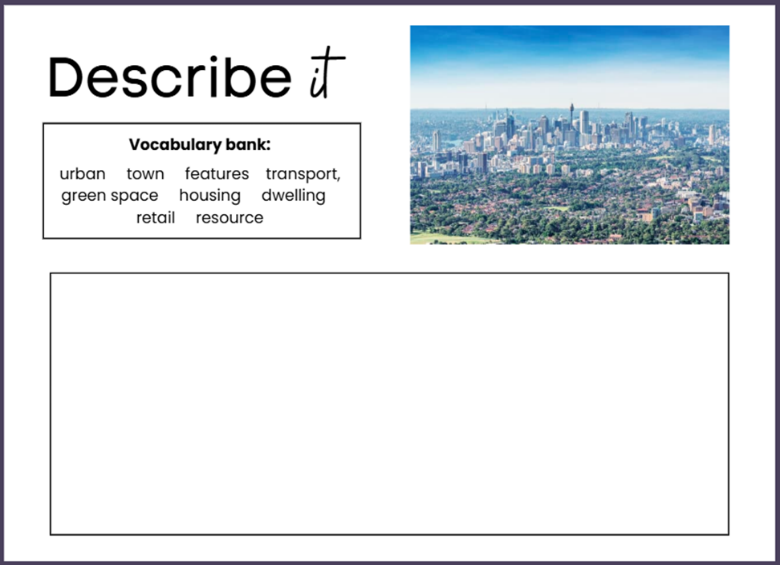 Describe it
Vocabulary bank:
urban town features transport,
green space housing dwelling
retail resource